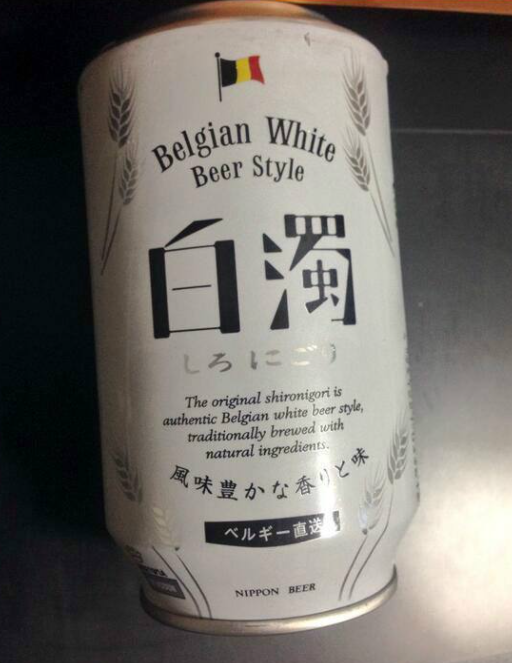 Belgian White
Beer Style
白濁
しろにごり
The original shironigori is
authentic Belgian white beer style,
traditionally brewed with
natural ingredients.
風味豊かな香りと味
ベルギー直送
NIPPON BEER